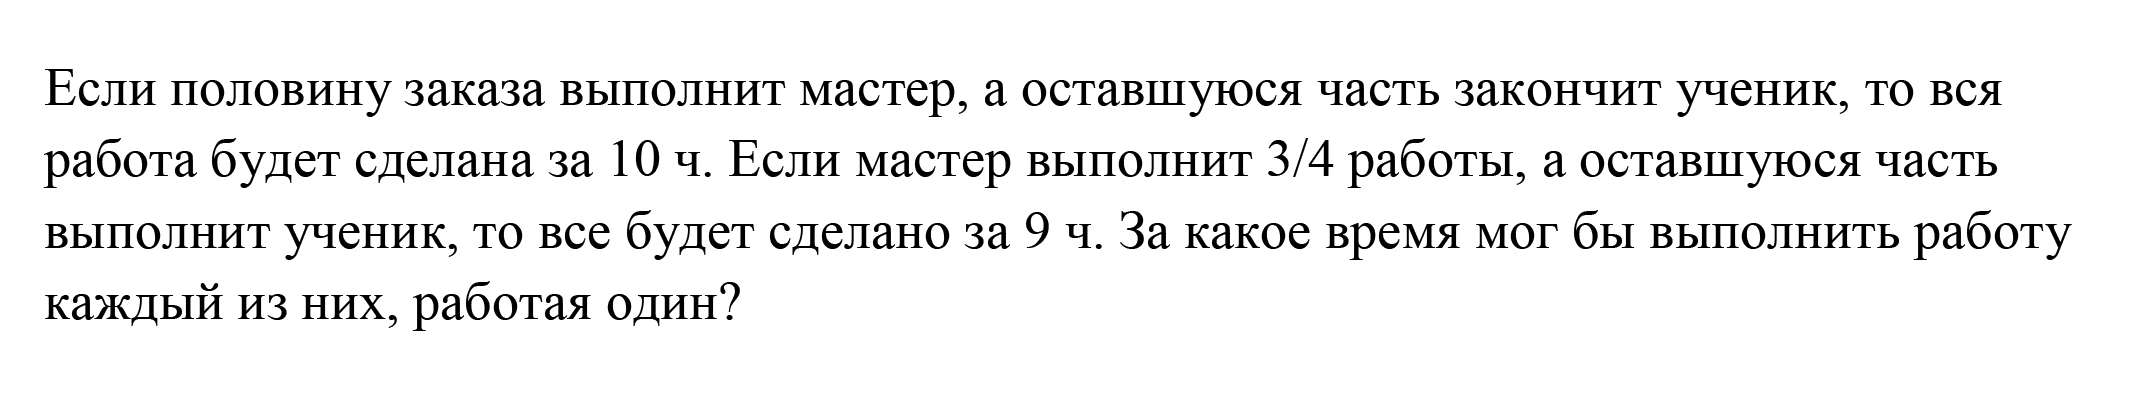 Если половину заказа выполнит мастер, а оставшуюся часть закончит ученик, то вся
работа будет сделана за 10 ч. Если мастер выполнит 3/4 работы, а оставшуюся часть
выполнит ученик, то все будет сделано за 9 ч. За какое время мог бы выполнить работу
каждый из них, работая один?